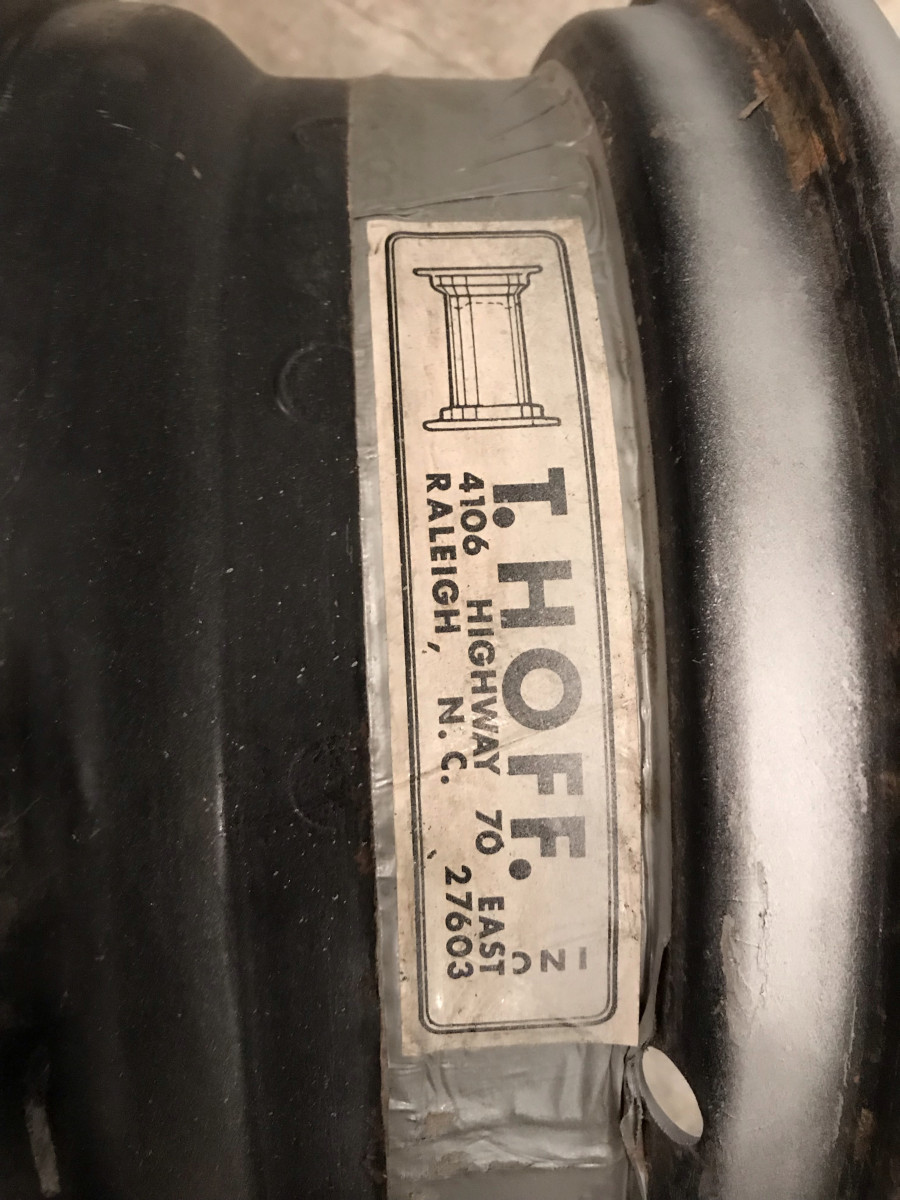 T. HOFF. INC
4106 HIGHWAY 70 EAST
RALEIGH, N.C. 27603